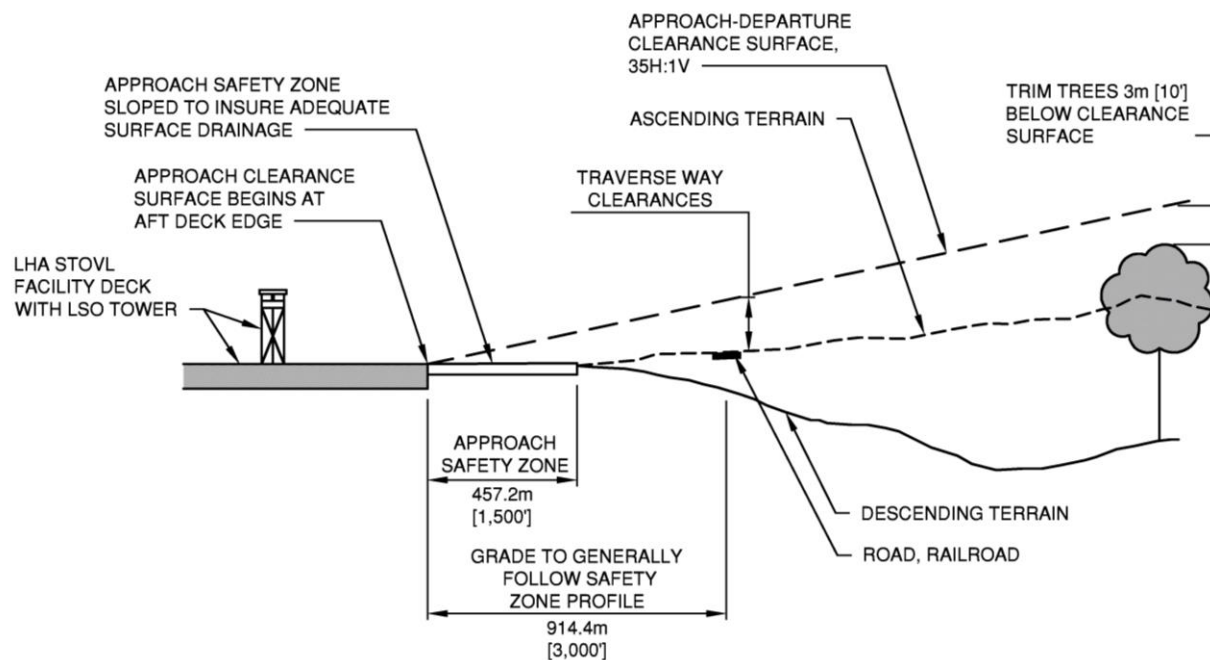 APPROACH-DEPARTURE
CLEARANCE SURFACE,
35H:1V
APPROACH SAFETY ZONE
SLOPED TO INSURE ADEQUATE
SURFACE DRAINAGE
TRIM TREES 3m [10']
BELOW CLEARANCE
SURFACE
ASCENDING TERRAIN
APPROACH CLEARANCE
SURFACE BEGINS AT
AFT DECK EDGE
TRAVERSE WAY
CLEARANCES
LHA STOVL
FACILITY DECK
WITH LSO TOWER
APPROACH
SAFETY ZONE
457.2m
[1,500']
DESCENDING TERRAIN
ROAD, RAILROAD
GRADE TO GENERALLY
FOLLOW SAFETY
ZONE PROFILE
914.4m
[3,000']